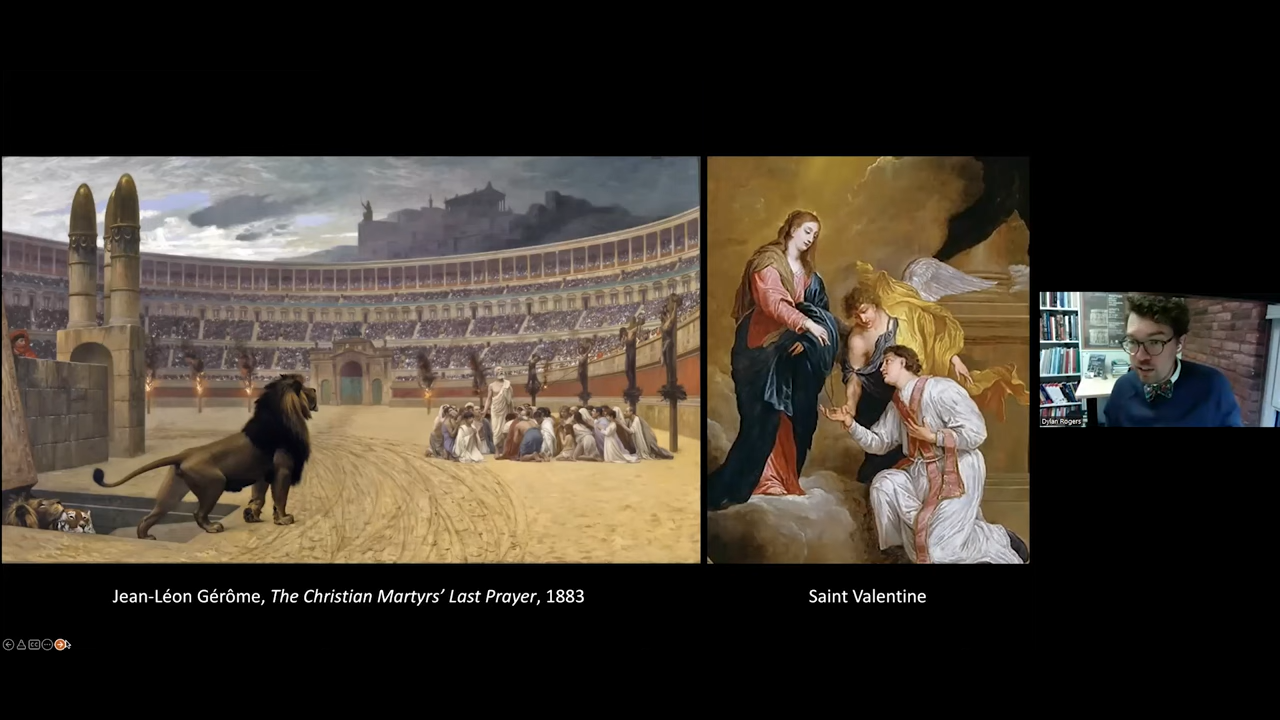 Jean-Léon Gérôme, The Christian Martyrs’ Last Prayer, 1883
Saint Valentine
Dylan Rogers